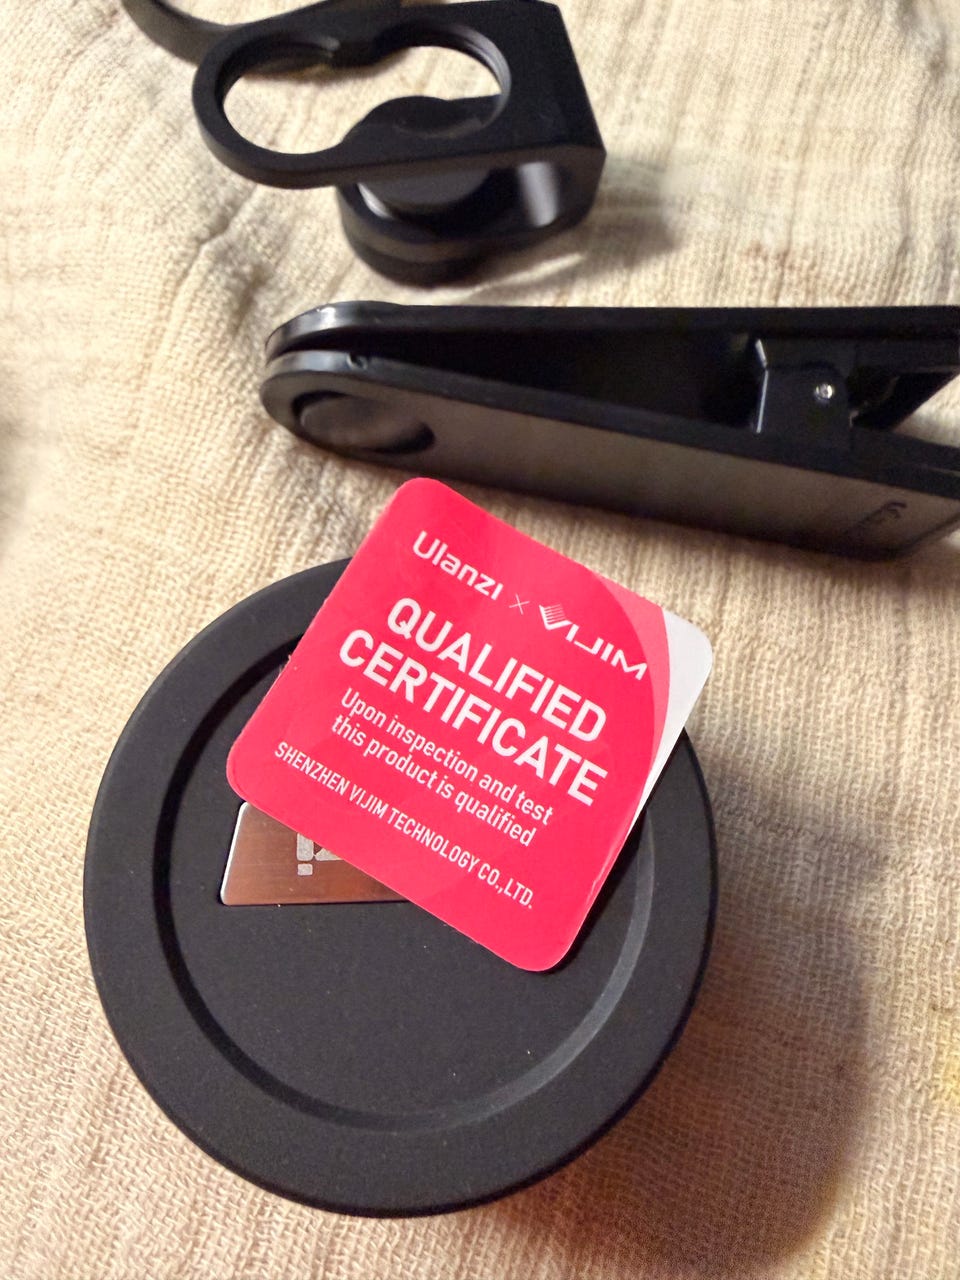 Ulanzi × VIJIM
QUALIFIED
CERTIFICATE
Upon inspection and test
this product is qualified
SHENZHEN VIJIM TECHNOLOGY CO.,LTD.